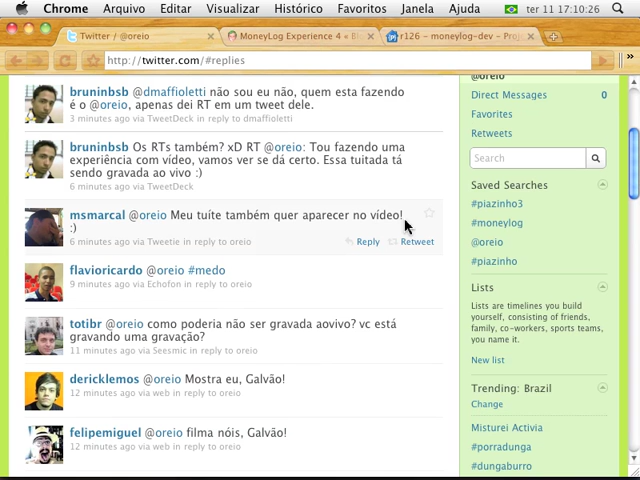 Chrome Arquivo Editar Visualizar Histórico Favoritos Janela Ajuda ter 11 17:10:26
Twitter / @oreio
MoneyLog Experience 4 « Bl
r126 - moneylog-dev - Proj
http://twitter.com/#replies
bruninbsb @dmaffioletti não sou eu não, quem esta fazendo
é o @oreio, apenas dei RT em um tweet dele.
3 minutes ago via TweetDeck in reply to dmaffioletti
bruninbsb Os RTs também? xD RT @oreio: Tou fazendo uma
experiência com vídeo, vamos ver se dá certo. Essa tuitada tá
sendo gravada ao vivo :)
6 minutes ago via TweetDeck
msmarcal @oreio Meu tuíte também quer aparecer no vídeo!
:)
6 minutes ago via Tweetie in reply to oreio
Reply Retweet
flavioricardo @oreio #medo
9 minutes ago via Echofon in reply to oreio
totibr @oreio como poderia não ser gravada aovivo? vc está
gravando uma gravação?
11 minutes ago via Seesmic in reply to oreio
dericklemos @oreio Mostra eu, Galvão!
12 minutes ago via web in reply to oreio
felipemiguel @oreio filma nóis, Galvão!
12 minutes ago via web in reply to oreio
@oreio
Direct Messages 0
Favorites
Retweets
Search
Saved Searches
#piazinho3
#moneylog
@oreio
#piazinho
Lists
Lists are timelines you build
yourself, consisting of friends,
family, co-workers, sports teams,
you name it.
New list
Trending: Brazil
Change
Misturei Activia
#porradunga
#dungaburro